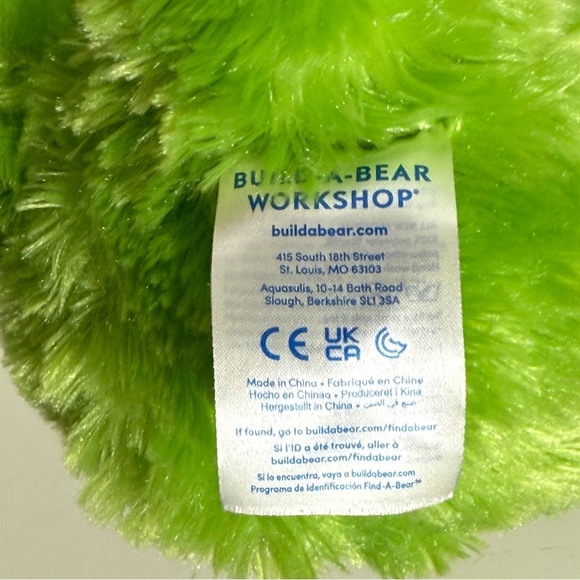 BUILD-A-BEAR
WORKSHOP®
buildabear.com
415 South 18th Street
St. Louis, MO 63103
Aquasulis, 10-14 Bath Road
Slough, Berkshire SL1 3SA
CE UK
CA
Made in China • Fabriqué en Chine
Hecho en Chinaa • Produceret i Kina
Hergestellt in China • صنع في الصين
If found, go to buildabear.com/findabear
Si l'ID a été trouvé, aller à
buildabear.com/findabear
Si lo encuentra, vaya a buildabear.com
Programa de Identificación Find-A-Bear™